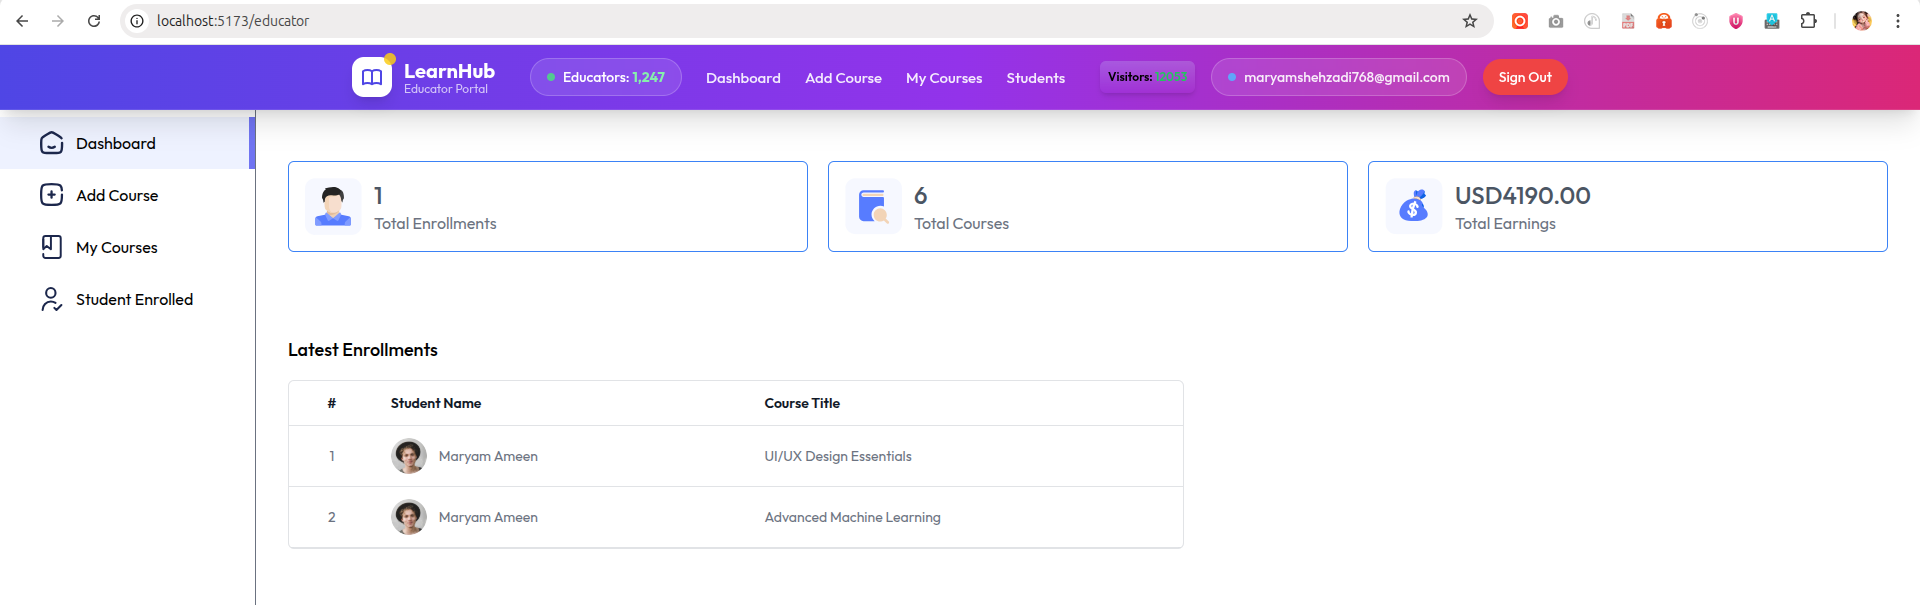 localhost:5173/educator
LearnHub
Educator Portal
Educators: 1,247
Dashboard
Add Course
My Courses
Students
Visitors: 12053
maryamshehzadi768@gmail.com
Sign Out
Dashboard
Add Course
My Courses
Student Enrolled
1
Total Enrollments
6
Total Courses
USD4190.00
Total Earnings
Latest Enrollments
# Student Name Course Title
1 Maryam Ameen UI/UX Design Essentials
2 Maryam Ameen Advanced Machine Learning